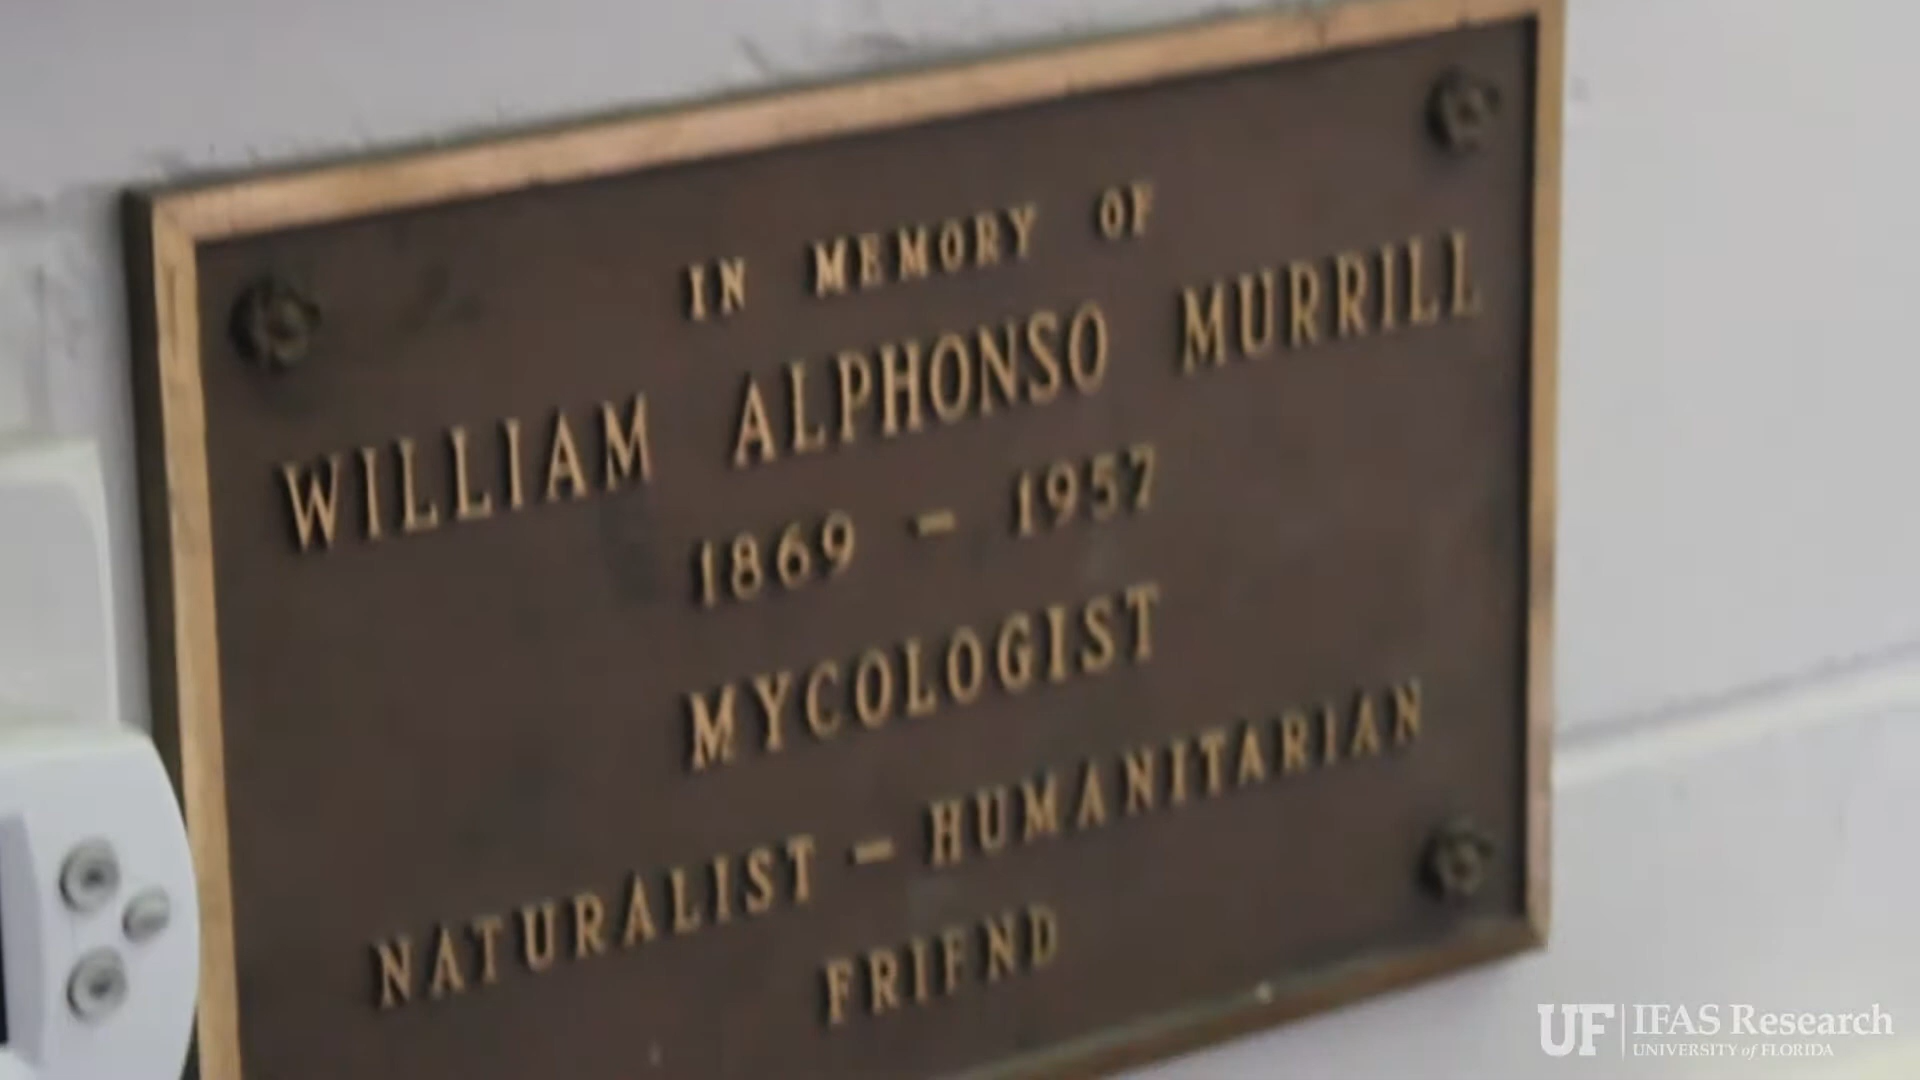 IN MEMORY OF
WILLIAM ALPHONSO MURRILL
1869 - 1957
MYCOLOGIST
NATURALIST - HUMANITARIAN
FRIEND
UF IFAS Research
UNIVERSITY of FLORIDA